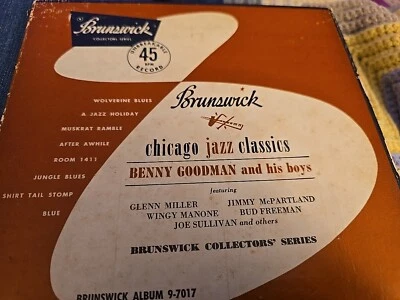 Brunswick
COLLECTORS SERIES
UNBREAKABLE
45
RPM
RECORD
WOLVERINE BLUES
A JAZZ HOLIDAY
MUSKRAT RAMBLE
AFTER AWHILE
ROOM 1411
JUNGLE BLUES
SHIRT TAIL STOMP
BLUE
Brunswick
chicago jazz classics
BENNY GOODMAN and his boys
featuring
GLENN MILLER JIMMY McPARTLAND
WINGY MANONE BUD FREEMAN
JOE SULLIVAN and others
BRUNSWICK COLLECTORS' SERIES
BRUNSWICK ALBUM 9-7017